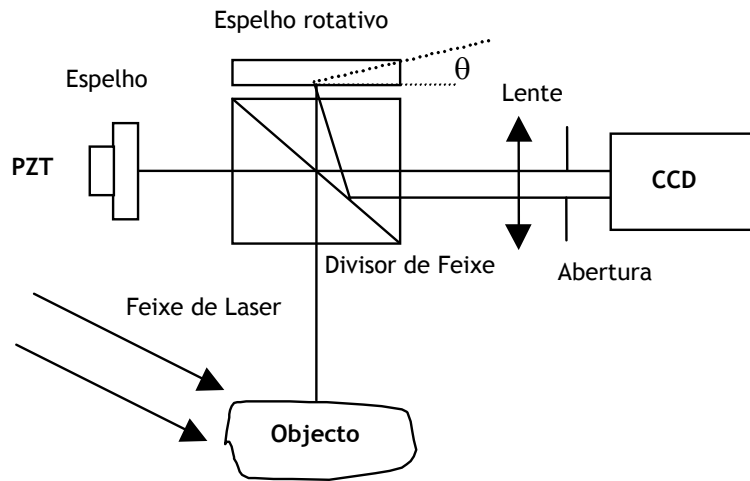 Espelho rotativo
Espelho
θ
Lente
PZT
CCD
Divisor de Feixe
Abertura
Feixe de Laser
Objecto